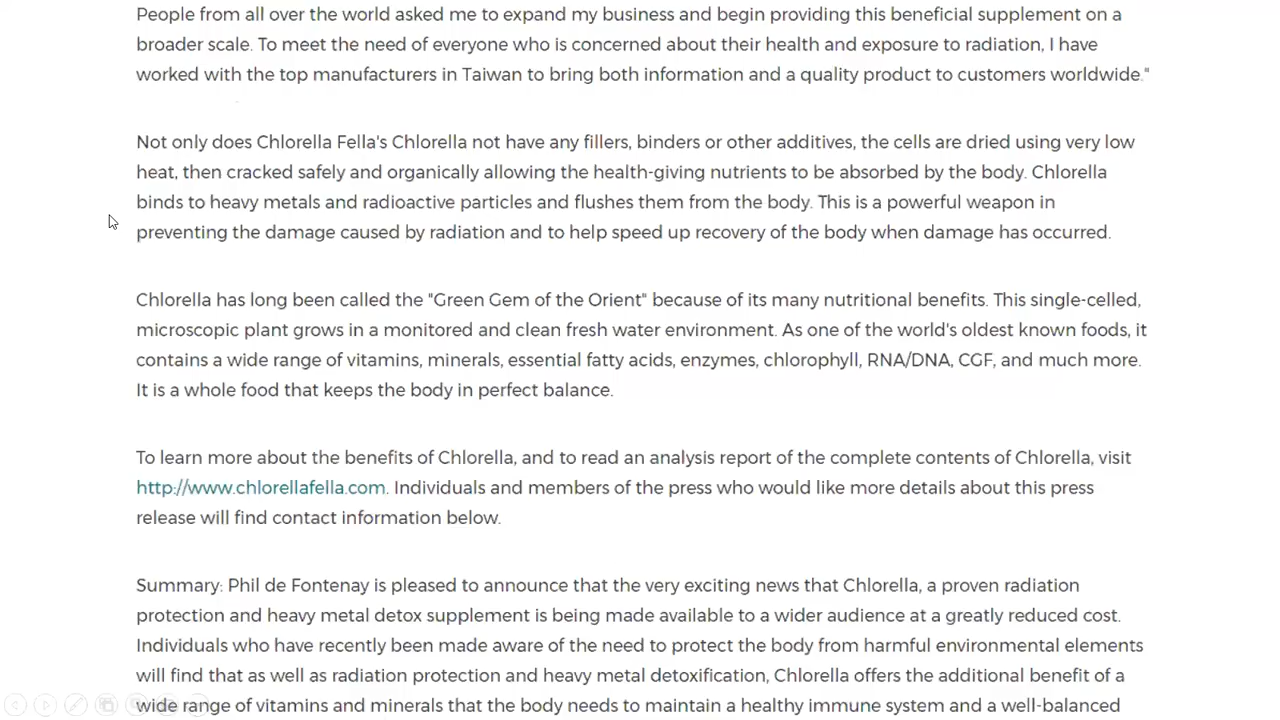 People from all over the world asked me to expand my business and begin providing this beneficial supplement on a
broader scale. To meet the need of everyone who is concerned about their health and exposure to radiation, I have
worked with the top manufacturers in Taiwan to bring both information and a quality product to customers worldwide."
Not only does Chlorella Fella's Chlorella not have any fillers, binders or other additives, the cells are dried using very low
heat, then cracked safely and organically allowing the health-giving nutrients to be absorbed by the body. Chlorella
binds to heavy metals and radioactive particles and flushes them from the body. This is a powerful weapon in
preventing the damage caused by radiation and to help speed up recovery of the body when damage has occurred.
Chlorella has long been called the "Green Gem of the Orient" because of its many nutritional benefits. This single-celled,
microscopic plant grows in a monitored and clean fresh water environment. As one of the world's oldest known foods, it
contains a wide range of vitamins, minerals, essential fatty acids, enzymes, chlorophyll, RNA/DNA, CGF, and much more.
It is a whole food that keeps the body in perfect balance.
To learn more about the benefits of Chlorella, and to read an analysis report of the complete contents of Chlorella, visit
http://www.chlorellafella.com. Individuals and members of the press who would like more details about this press
release will find contact information below.
Summary: Phil de Fontenay is pleased to announce that the very exciting news that Chlorella, a proven radiation
protection and heavy metal detox supplement is being made available to a wider audience at a greatly reduced cost.
Individuals who have recently been made aware of the need to protect the body from harmful environmental elements
will find that as well as radiation protection and heavy metal detoxification, Chlorella offers the additional benefit of a
wide range of vitamins and minerals that the body needs to maintain a healthy immune system and a well-balanced